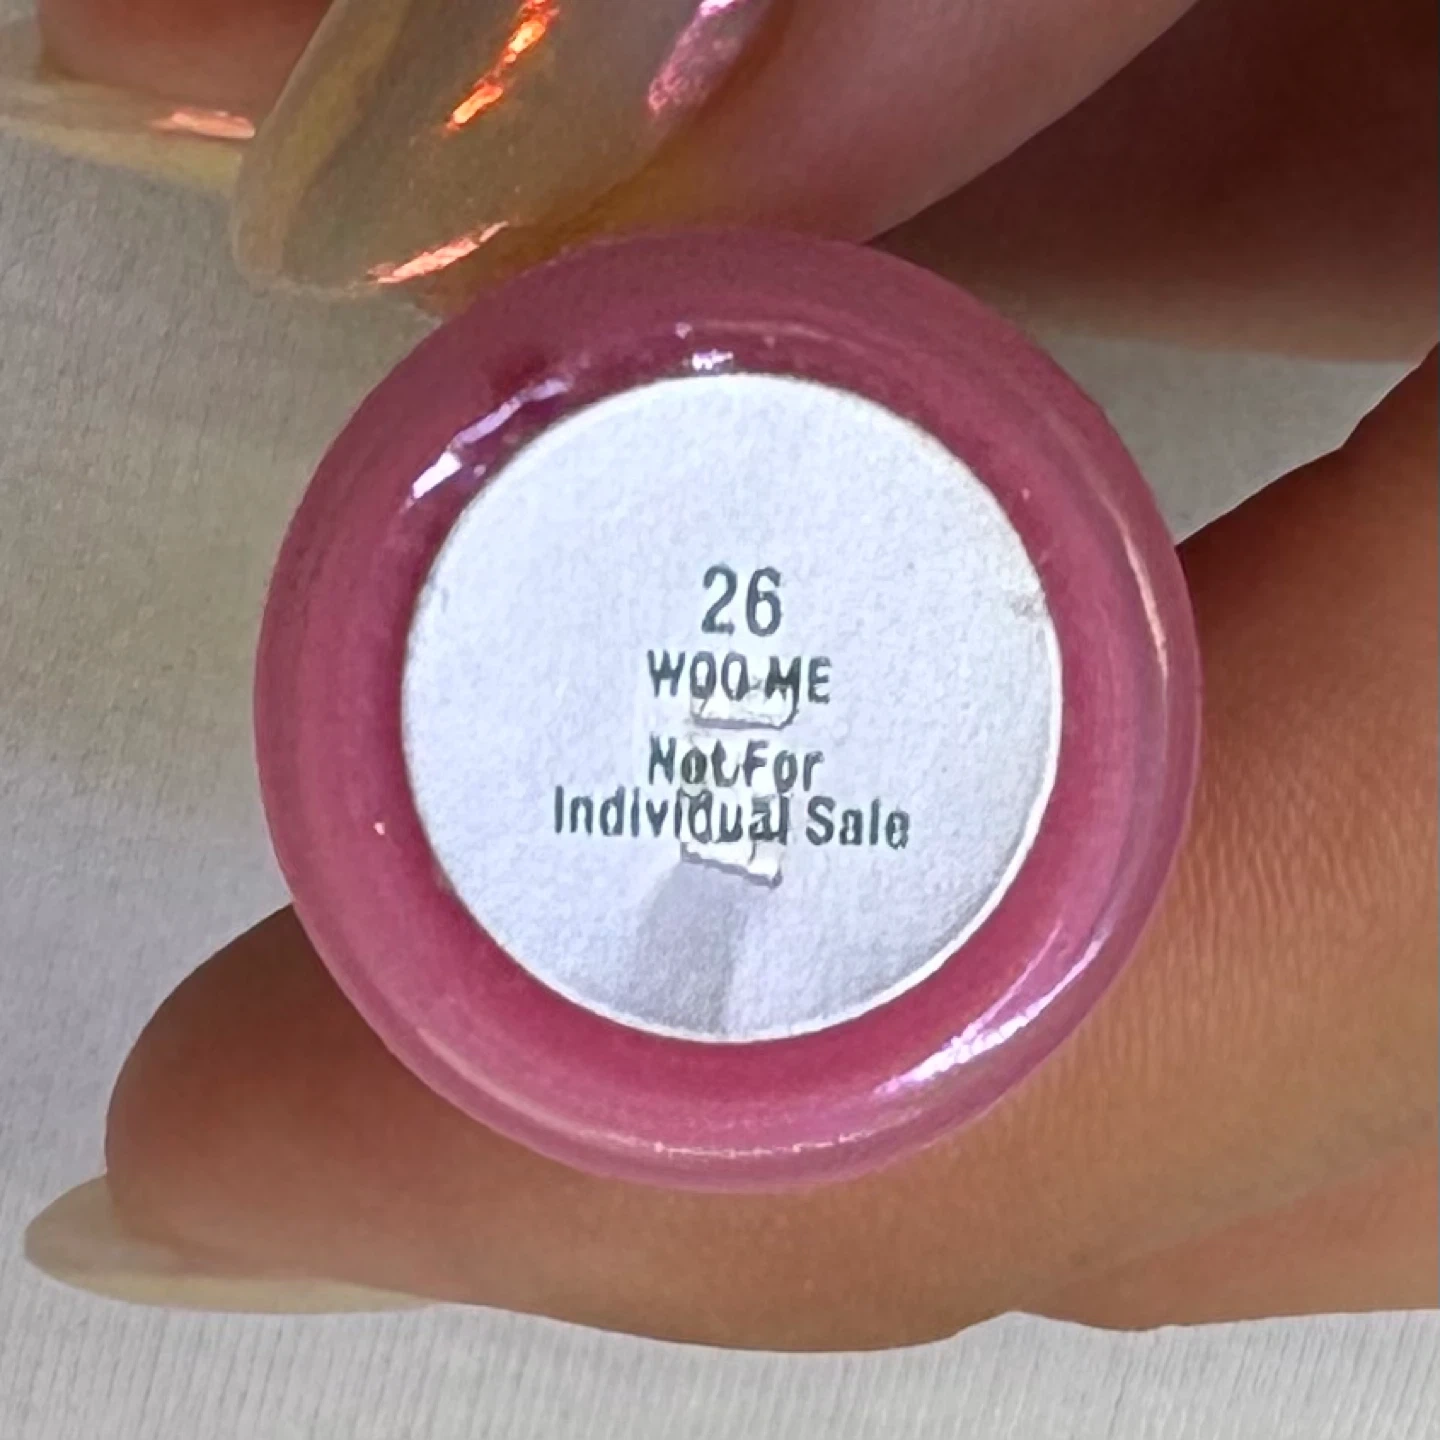 26
WOO ME
Not For
Individual Sale